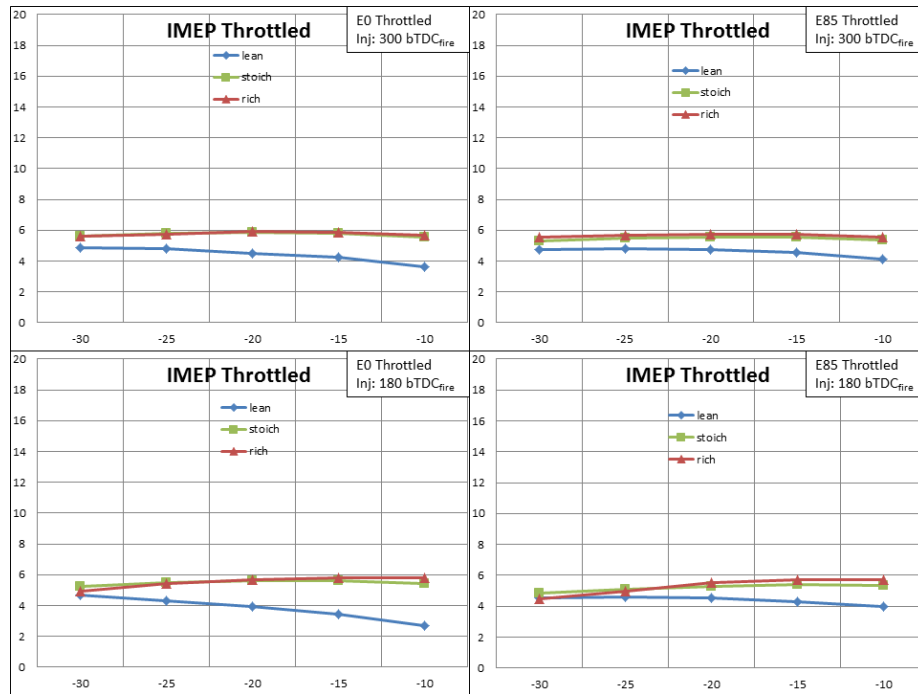 IMEP Throttled
E0 Throttled
Inj: 300 bTDCfire
lean
stoich
rich
20
18
16
14
12
10
8
6
4
2
0
-30 -25 -20 -15 -10
IMEP Throttled
E85 Throttled
Inj: 300 bTDCfire
lean
stoich
rich
20
18
16
14
12
10
8
6
4
2
0
-30 -25 -20 -15 -10
IMEP Throttled
E0 Throttled
Inj: 180 bTDCfire
lean
stoich
rich
20
18
16
14
12
10
8
6
4
2
0
-30 -25 -20 -15 -10
IMEP Throttled
E85 Throttled
Inj: 180 bTDCfire
lean
stoich
rich
20
18
16
14
12
10
8
6
4
2
0
-30 -25 -20 -15 -10